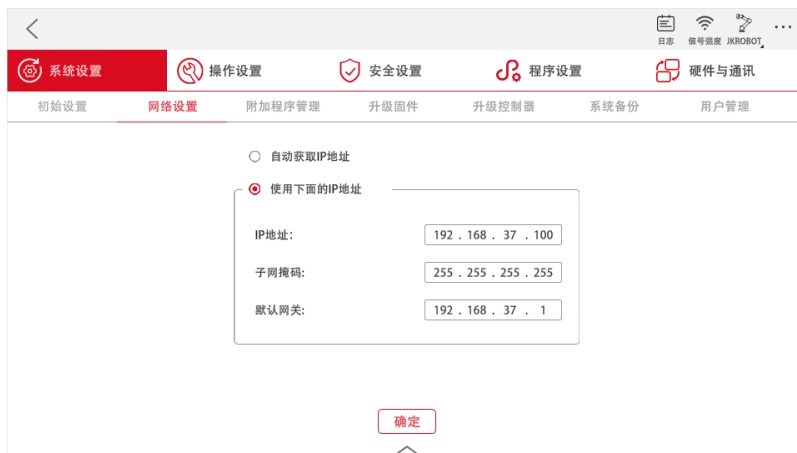 日志 信号强度 JKROBOT
系统设置 操作设置 安全设置 程序设置 硬件与通讯
初始设置 网络设置 附加程序管理 升级固件 升级控制器 系统备份 用户管理
自动获取IP地址
使用下面的IP地址
IP地址: 192 . 168 . 37 . 100
子网掩码: 255 . 255 . 255 . 255
默认网关: 192 . 168 . 37 . 1
确定